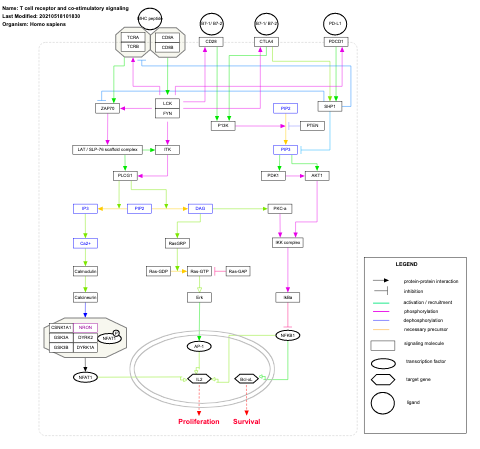 Name: T cell receptor and co-stimulatory signaling
Last Modified: 20210518101830
Organism: Homo sapiens
MHC peptide
B7-1/ B7-2
B7-1/ B7-2
PD-L1
TCRA
CD8A
TCRB
CD8B
CD28
CTLA4
PDCD1
ZAP70
LCK
FYN
PIP2
SHP1
PI3K
PTEN
LAT / SLP-76 scaffold complex
ITK
PIP3
PLCG1
PDK1
AKT1
IP3
PIP2
DAG
PKC-α
Ca2+
RasGRP
IKK complex
Calmodulin
Ras-GDP
Ras-GTP
Ras-GAP
Calcineurin
Erk
IkBa
CSNK1A1
NRON
GSK3A
DYRK2
GSK3B
DYRK1A
NFAT1
P
NFKB1
AP-1
NFAT1
IL2
Bcl-xL
Proliferation
Survival
LEGEND
protein-protein interaction
inhibition
activation / recruitment
phosphorylation
dephosphorylation
necessary precursor
signaling molecule
transcription factor
target gene
ligand